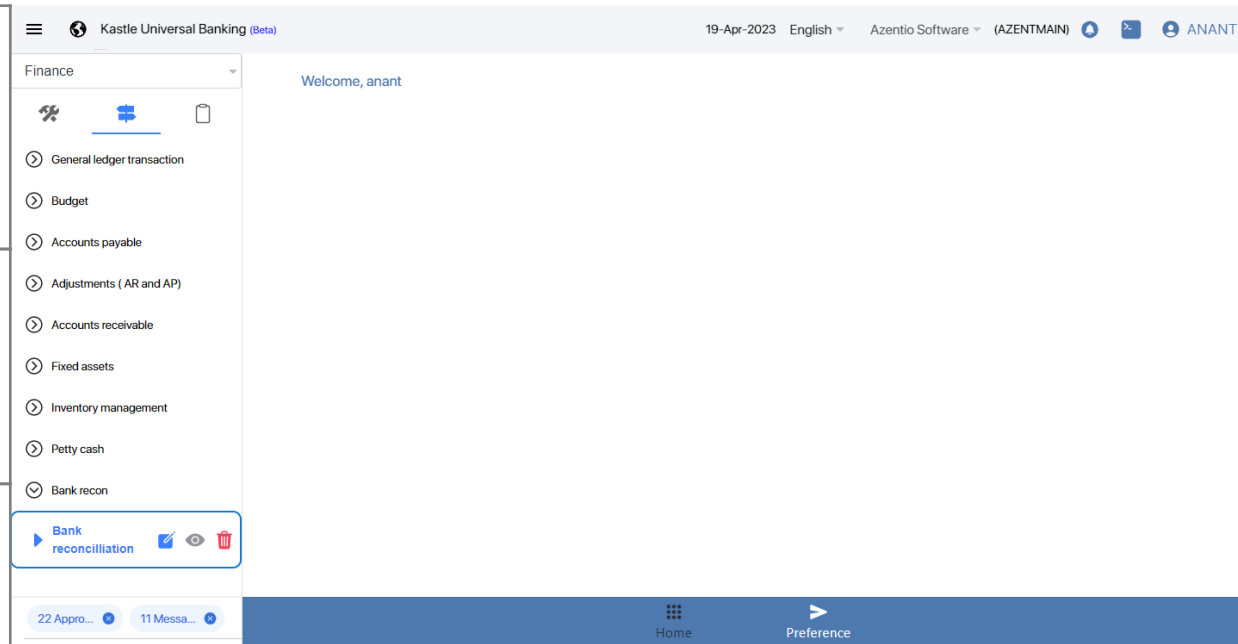 Kastle Universal Banking (Beta)
19-Apr-2023 English Azentio Software (AZENTMAIN) ANANT
Finance
Welcome, anant
General ledger transaction
Budget
Accounts payable
Adjustments ( AR and AP)
Accounts receivable
Fixed assets
Inventory management
Petty cash
Bank recon
Bank
reconcilliation
22 Appro... 11 Messa...
Home Preference